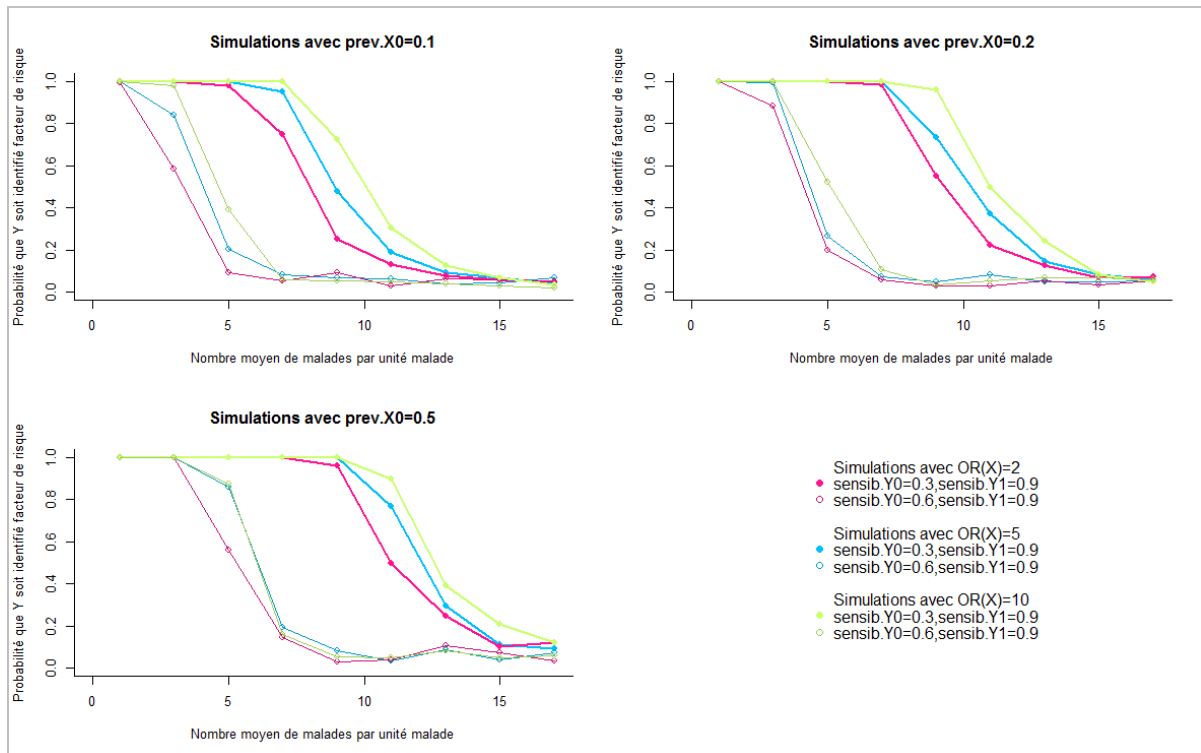 Simulations avec prev.X0=0.1
Probabilité que Y soit identifié facteur de risque
0.0 0.2 0.4 0.6 0.8 1.0
0 5 10 15
Nombre moyen de malades par unité malade
Simulations avec prev.X0=0.2
Probabilité que Y soit identifié facteur de risque
0.0 0.2 0.4 0.6 0.8 1.0
0 5 10 15
Nombre moyen de malades par unité malade
Simulations avec prev.X0=0.5
Probabilité que Y soit identifié facteur de risque
0.0 0.2 0.4 0.6 0.8 1.0
0 5 10 15
Nombre moyen de malades par unité malade
Simulations avec OR(X)=2
sensib.Y0=0.3,sensib.Y1=0.9
sensib.Y0=0.6,sensib.Y1=0.9
Simulations avec OR(X)=5
sensib.Y0=0.3,sensib.Y1=0.9
sensib.Y0=0.6,sensib.Y1=0.9
Simulations avec OR(X)=10
sensib.Y0=0.3,sensib.Y1=0.9
sensib.Y0=0.6,sensib.Y1=0.9